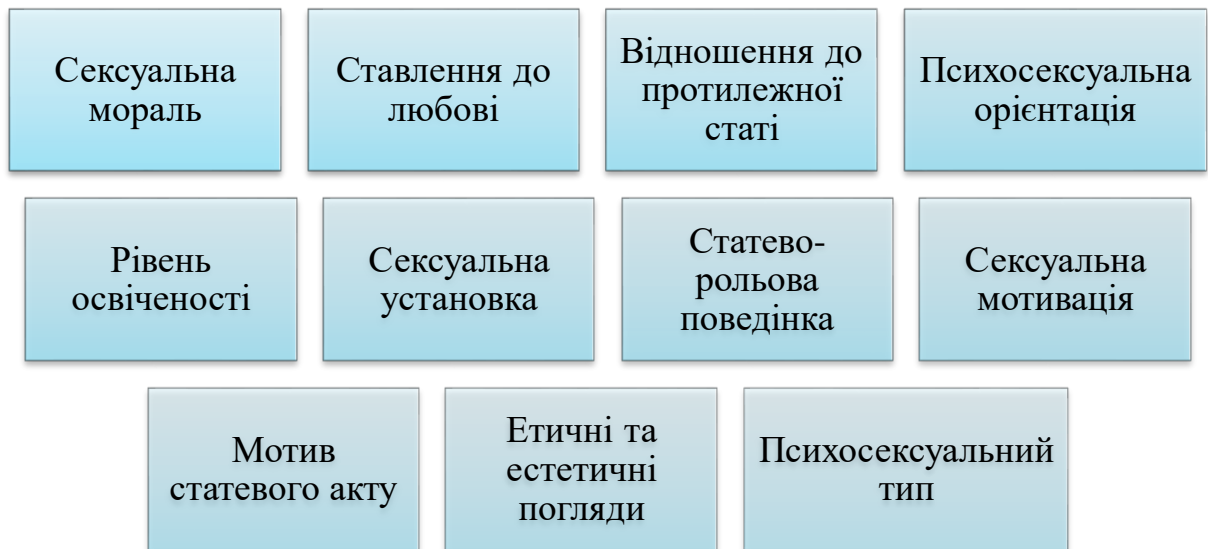 Сексуальна
мораль
Ставлення до
любові
Відношення до
протилежної
статі
Психосексуальна
орієнтація
Рівень
освіченості
Сексуальна
установка
Статево-
рольова
поведінка
Сексуальна
мотивація
Мотив
статевого акту
Етичні та
естетичні
погляди
Психосексуальний
тип